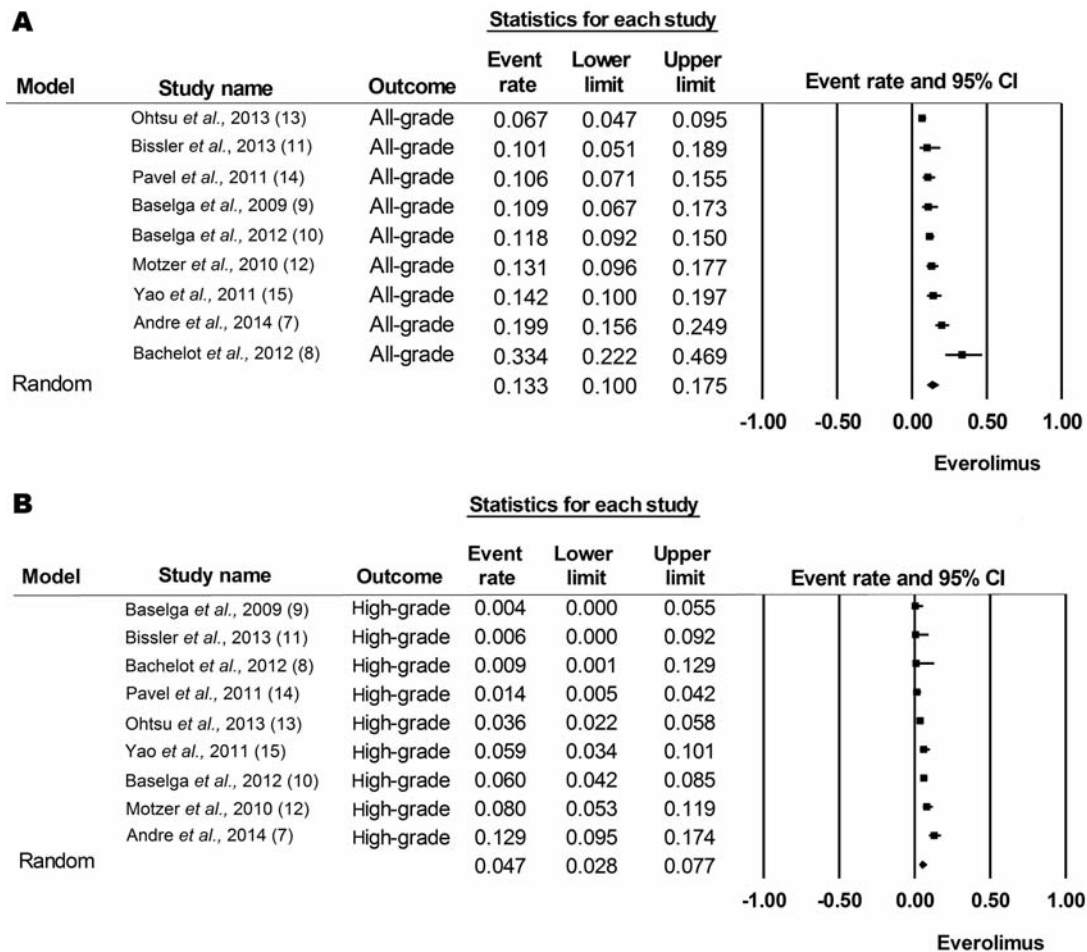 A
Statistics for each study
Model Study name Outcome Event rate Lower limit Upper limit Event rate and 95% CI
Ohtsu et al., 2013 (13) All-grade 0.067 0.047 0.095
Bissler et al., 2013 (11) All-grade 0.101 0.051 0.189
Pavel et al., 2011 (14) All-grade 0.106 0.071 0.155
Baselga et al., 2009 (9) All-grade 0.109 0.067 0.173
Baselga et al., 2012 (10) All-grade 0.118 0.092 0.150
Motzer et al., 2010 (12) All-grade 0.131 0.096 0.177
Yao et al., 2011 (15) All-grade 0.142 0.100 0.197
Andre et al., 2014 (7) All-grade 0.199 0.156 0.249
Bachelot et al., 2012 (8) All-grade 0.334 0.222 0.469
Random 0.133 0.100 0.175
-1.00 -0.50 0.00 0.50 1.00
Everolimus
B
Statistics for each study
Model Study name Outcome Event rate Lower limit Upper limit Event rate and 95% CI
Baselga et al., 2009 (9) High-grade 0.004 0.000 0.055
Bissler et al., 2013 (11) High-grade 0.006 0.000 0.092
Bachelot et al., 2012 (8) High-grade 0.009 0.001 0.129
Pavel et al., 2011 (14) High-grade 0.014 0.005 0.042
Ohtsu et al., 2013 (13) High-grade 0.036 0.022 0.058
Yao et al., 2011 (15) High-grade 0.059 0.034 0.101
Baselga et al., 2012 (10) High-grade 0.060 0.042 0.085
Motzer et al., 2010 (12) High-grade 0.080 0.053 0.119
Andre et al., 2014 (7) High-grade 0.129 0.095 0.174
Random 0.047 0.028 0.077
-1.00 -0.50 0.00 0.50 1.00
Everolimus